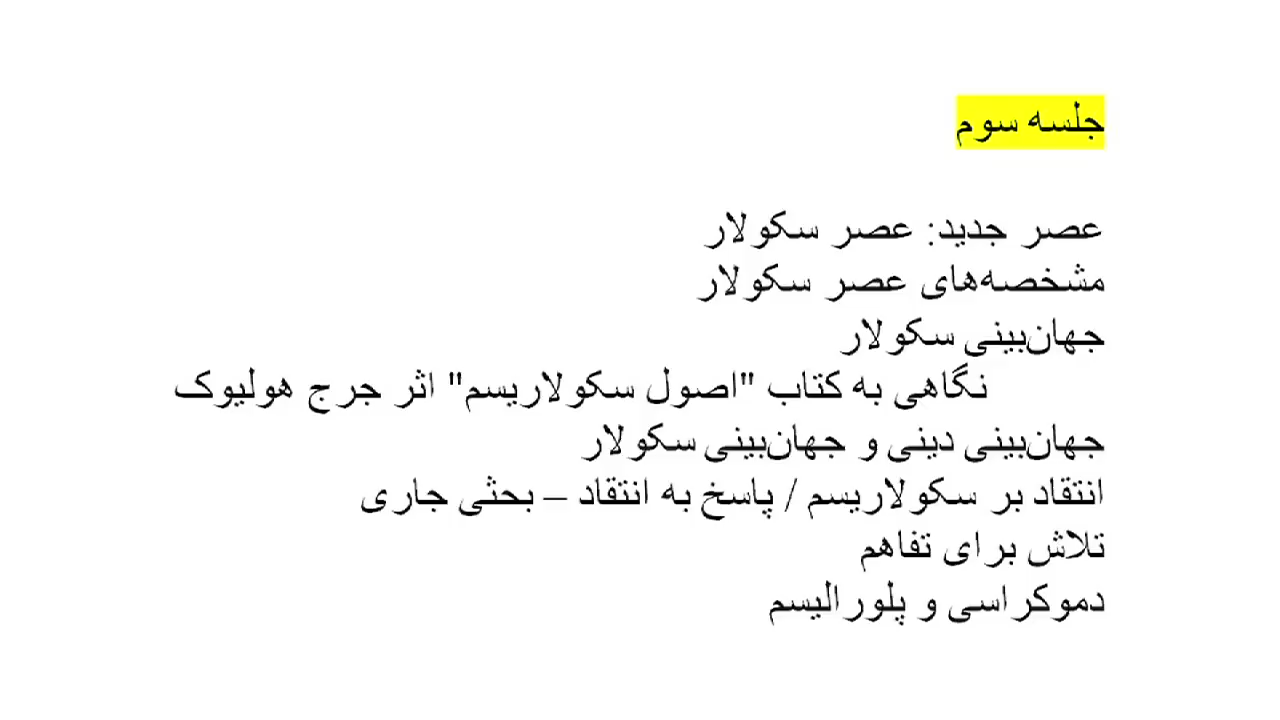 جلسه سوم
عصر جدید: عصر سکولار
مشخصه‌های عصر سکولار
جهان‌بینی سکولار
نگاهی به کتاب "اصول سکولاریسم" اثر جرج هولیوک
جهان‌بینی دینی و جهان‌بینی سکولار
انتقاد بر سکولاریسم / پاسخ به انتقاد – بحثی جاری
تلاش برای تفاهم
دموکراسی و پلورالیسم